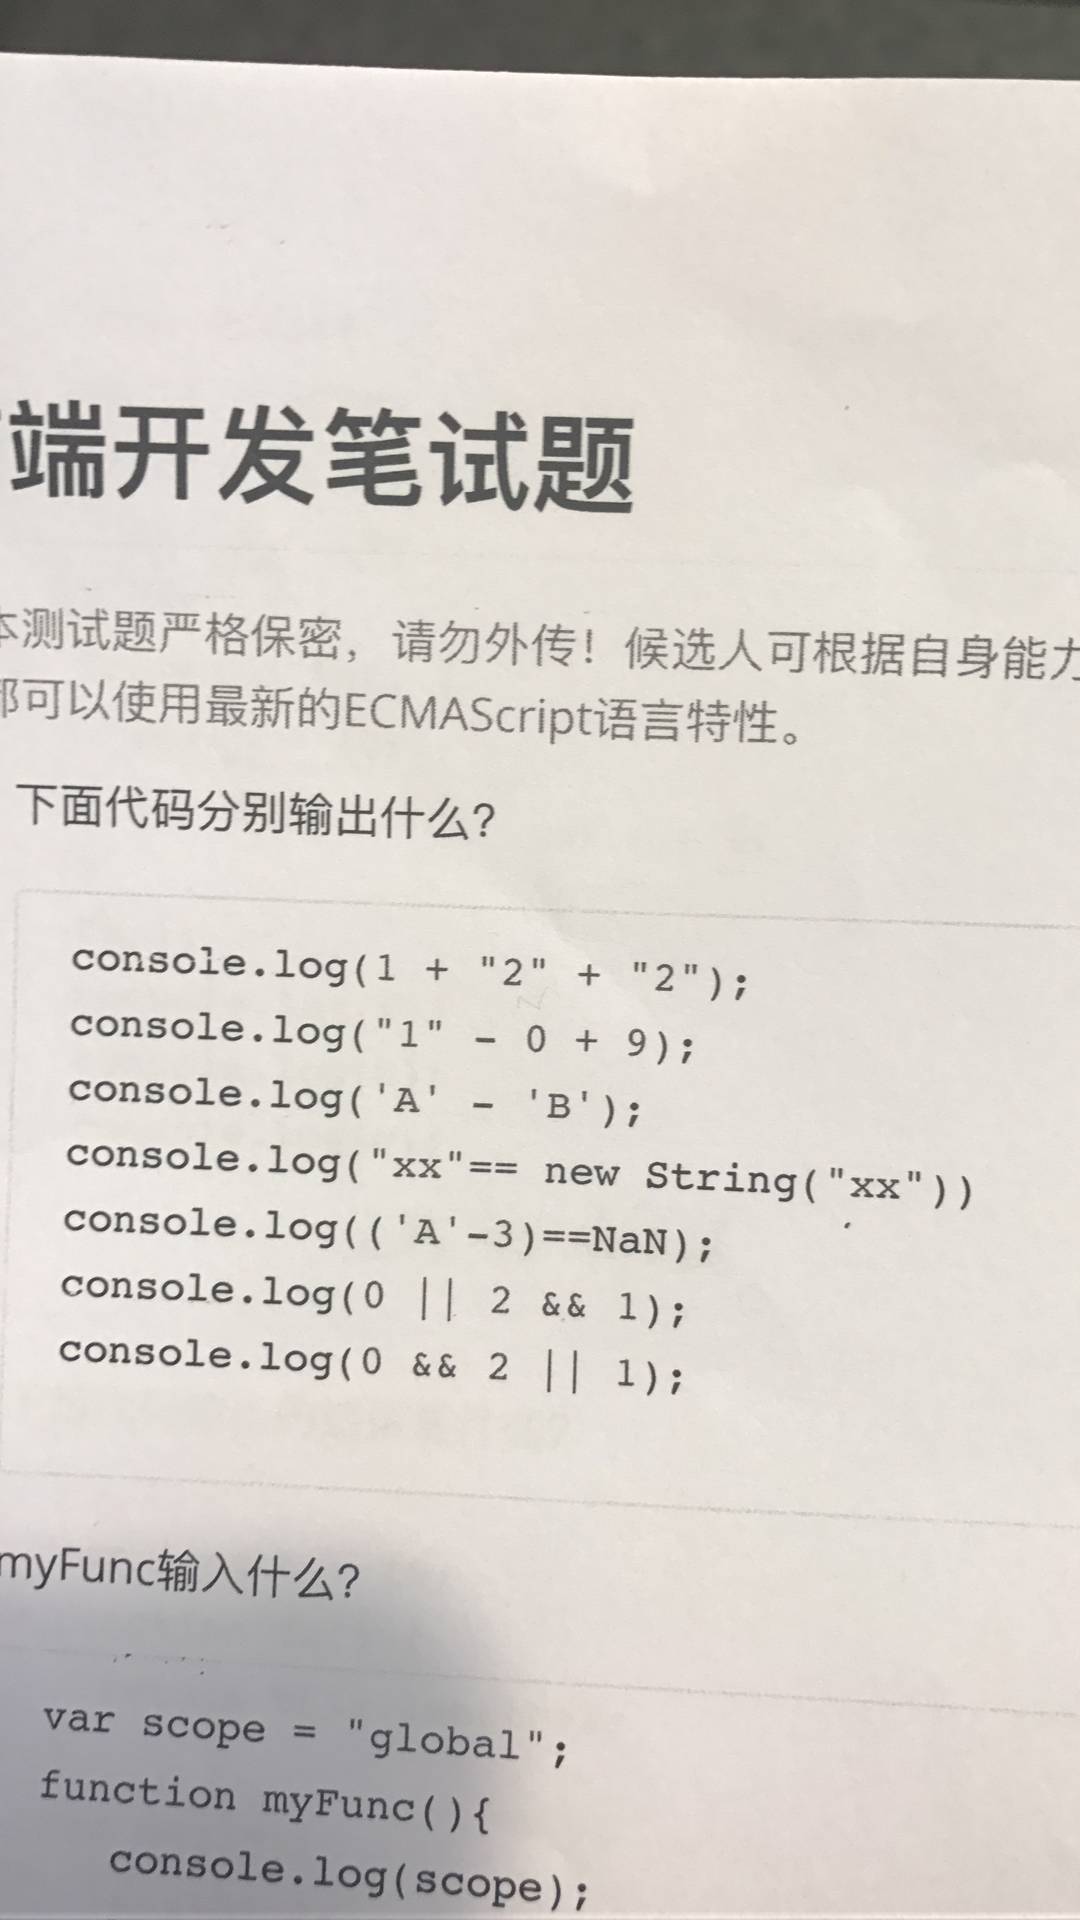 端开发笔试题
本测试题严格保密，请勿外传！候选人可根据自身能力
都可以使用最新的ECMAScript语言特性。
下面代码分别输出什么？
console.log(1 + "2" + "2");
console.log("1" - 0 + 9);
console.log('A' - 'B');
console.log("xx"== new String("xx"))
console.log(('A'-3)==NaN);
console.log(0 || 2 && 1);
console.log(0 && 2 || 1);
myFunc输入什么？
var scope = "global";
function myFunc(){
console.log(scope);